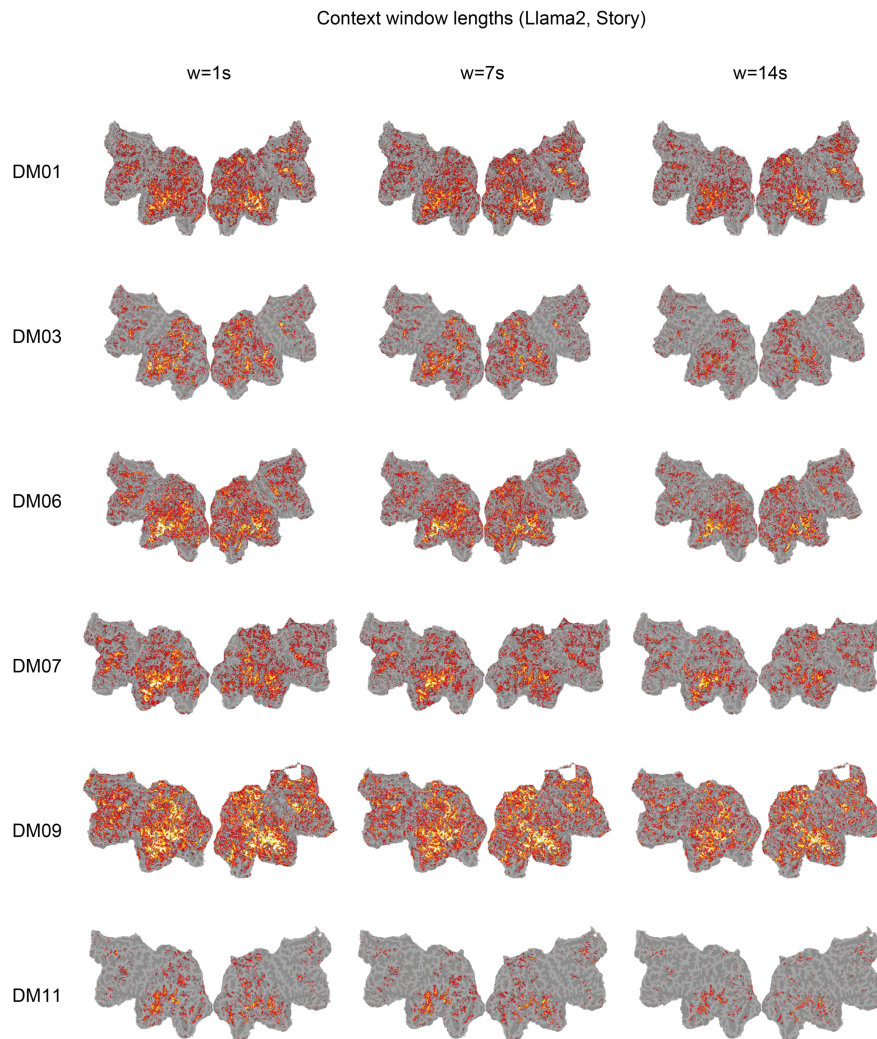 Context window lengths (Llama2, Story)
w=1s w=7s w=14s
DM01
DM03
DM06
DM07
DM09
DM11